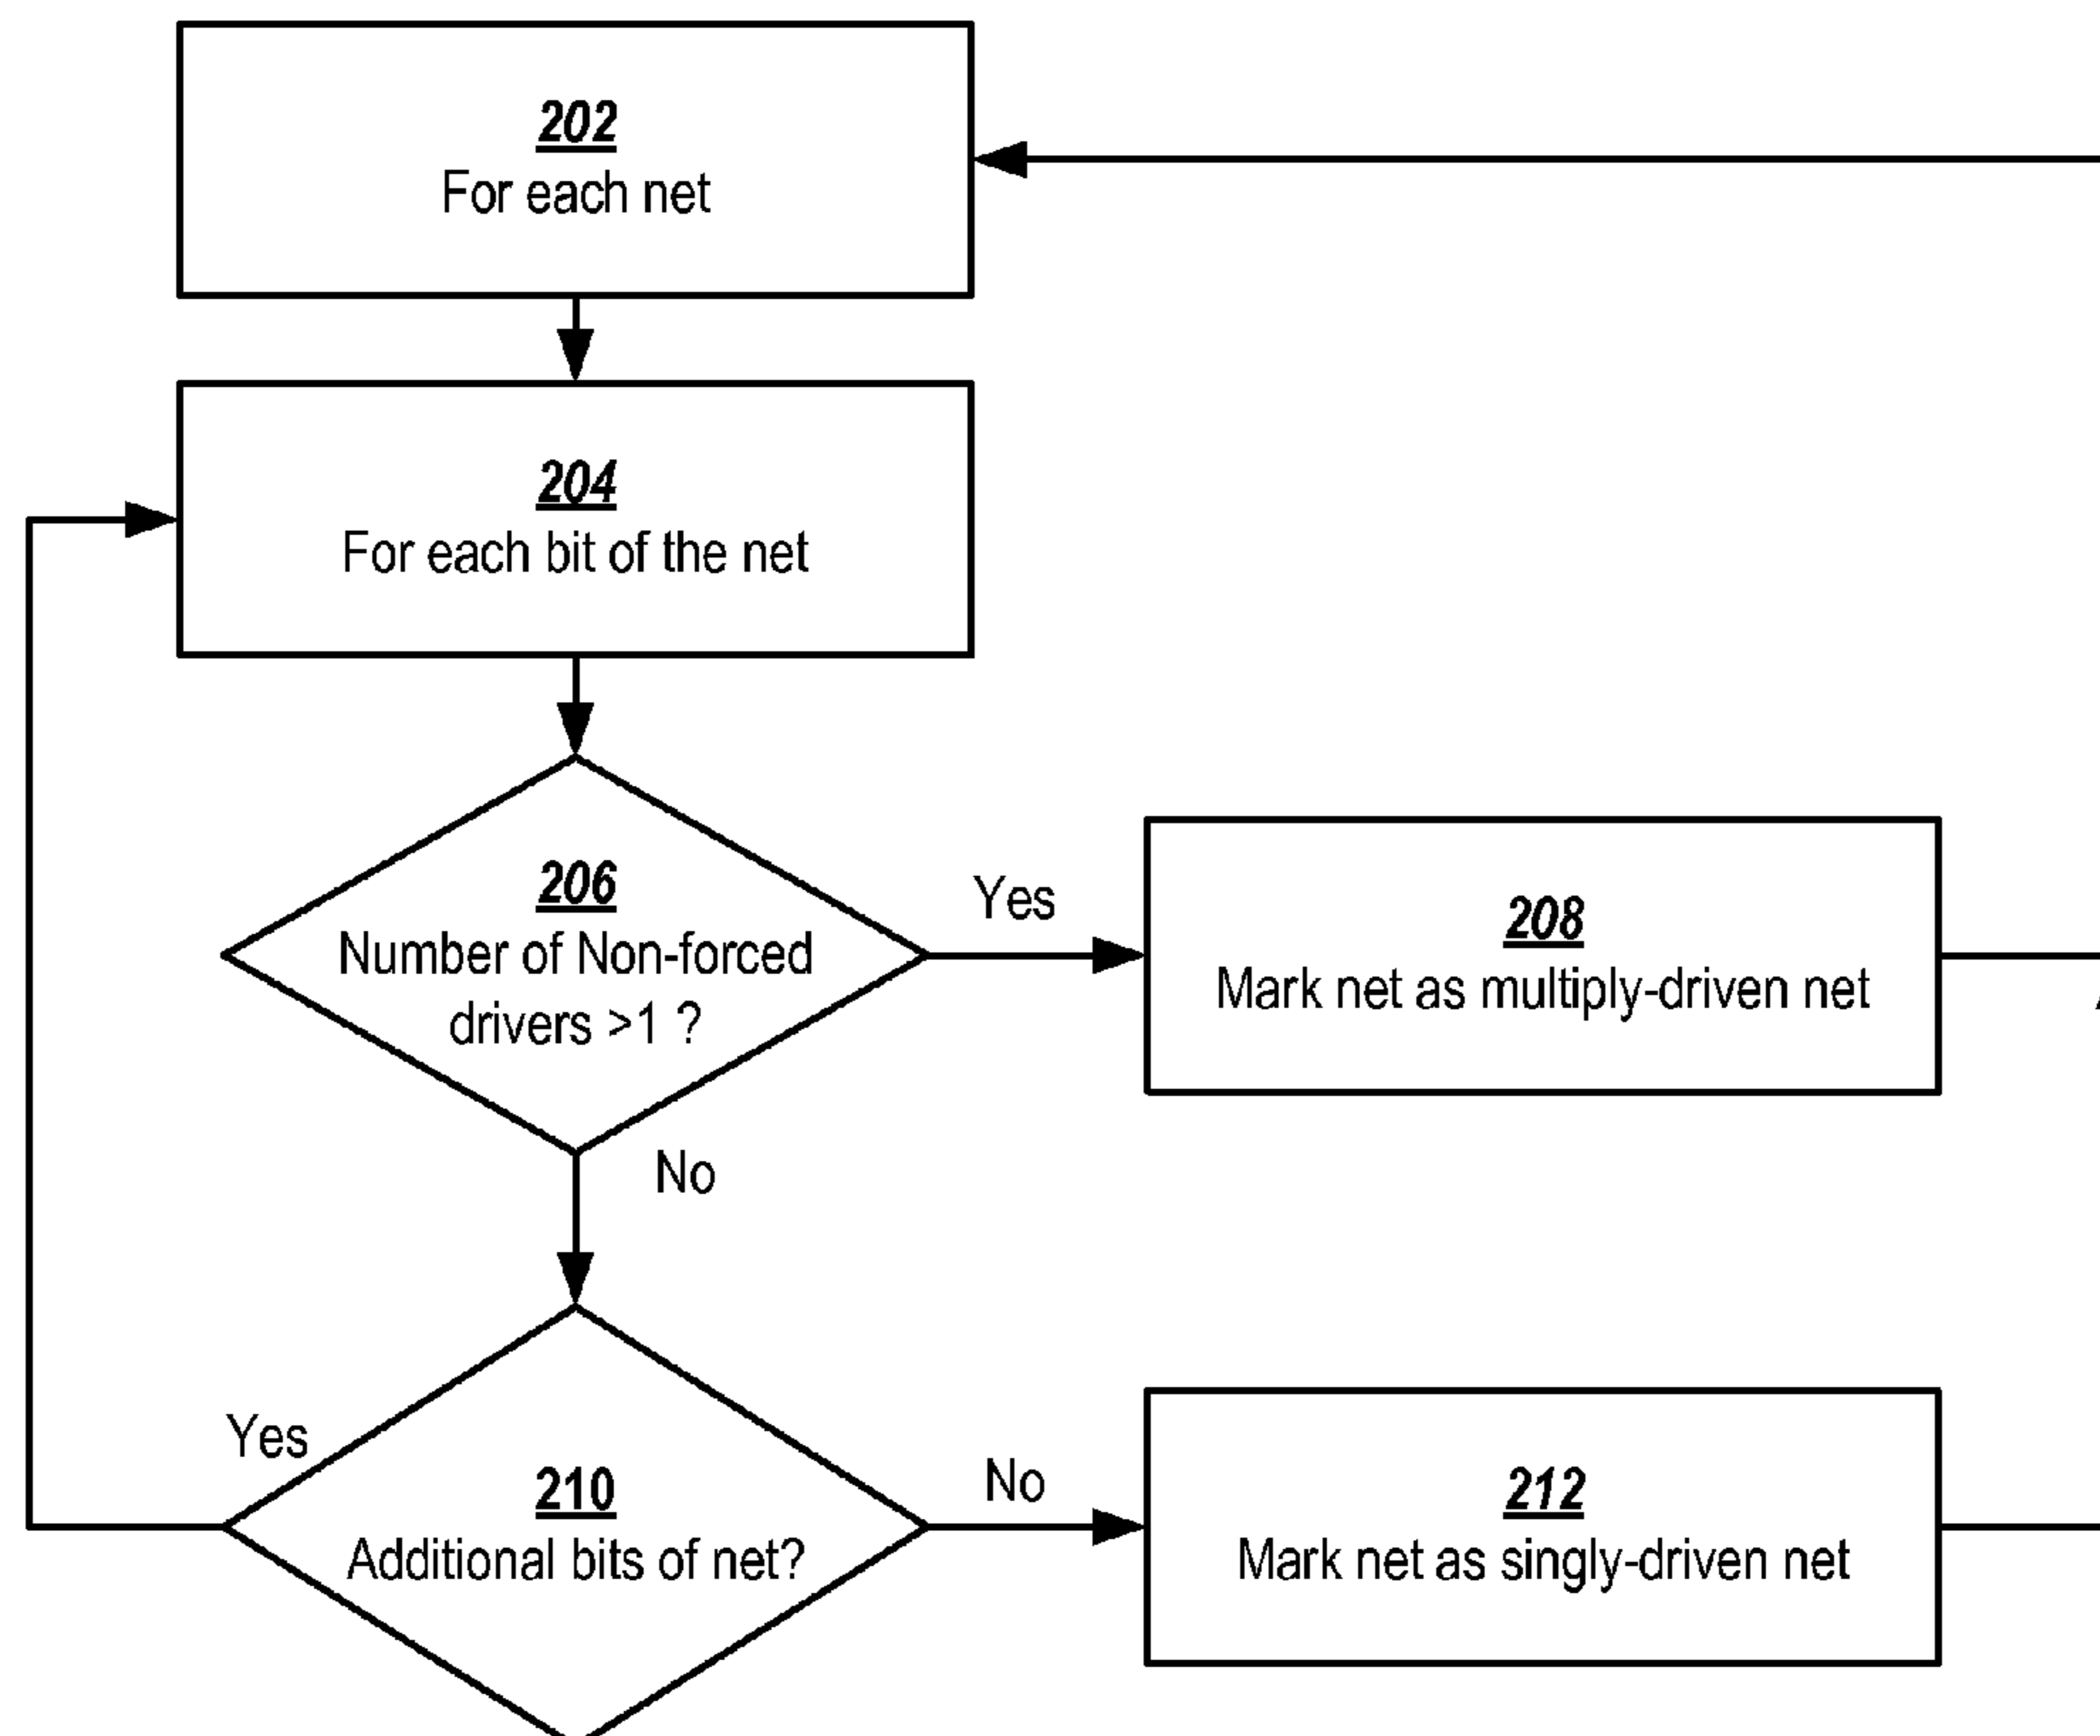 202
For each net
204
For each bit of the net
206
Number of Non-forced
drivers >1 ?
Yes
208
Mark net as multiply-driven net
No
Yes
210
Additional bits of net?
No
212
Mark net as singly-driven net